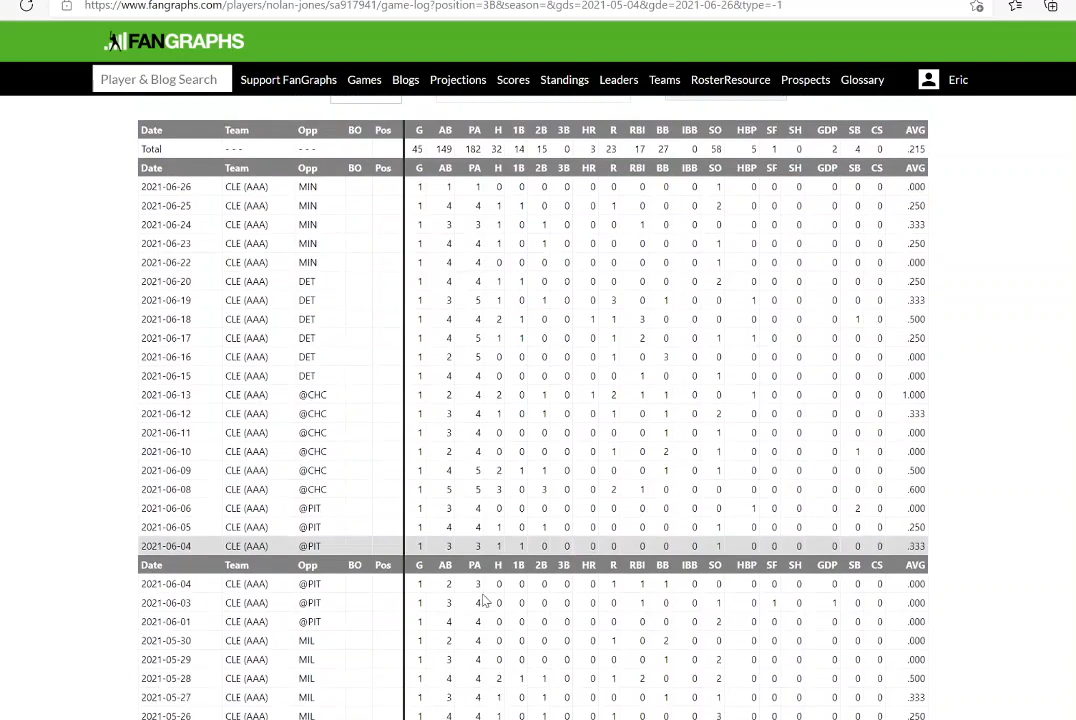 https://www.fangraphs.com/players/nolan-jones/sa917941/game-log?position=3B&season=&gds=2021-05-04&gde=2021-06-26&type=-1
FANGRAPHS
Player & Blog Search Support FanGraphs Games Blogs Projections Scores Standings Leaders Teams RosterResource Prospects Glossary Eric
Date Team Opp BO Pos G AB PA H 1B 2B 3B HR R RBI BB IBB SO HBP SF SH GDP SB CS AVG
Total - - - - - - 45 149 182 32 14 15 0 3 23 17 27 0 58 5 1 0 2 4 0 .215
Date Team Opp BO Pos G AB PA H 1B 2B 3B HR R RBI BB IBB SO HBP SF SH GDP SB CS AVG
2021-06-26 CLE (AAA) MIN 1 1 1 0 0 0 0 0 0 0 0 0 1 0 0 0 0 0 0 .000
2021-06-25 CLE (AAA) MIN 1 4 4 1 1 0 0 0 1 0 0 0 2 0 0 0 0 0 0 .250
2021-06-24 CLE (AAA) MIN 1 3 3 1 0 1 0 0 0 1 0 0 0 0 0 0 0 0 0 .333
2021-06-23 CLE (AAA) MIN 1 4 4 1 0 1 0 0 0 0 0 0 1 0 0 0 0 0 0 .250
2021-06-22 CLE (AAA) MIN 1 4 4 0 0 0 0 0 0 0 0 0 1 0 0 0 0 0 0 .000
2021-06-20 CLE (AAA) DET 1 4 4 1 1 0 0 0 0 0 0 0 2 0 0 0 0 0 0 .250
2021-06-19 CLE (AAA) DET 1 3 5 1 0 1 0 0 3 0 1 0 0 1 0 0 0 0 0 .333
2021-06-18 CLE (AAA) DET 1 4 4 2 1 0 0 1 1 3 0 0 0 0 0 0 0 1 0 .500
2021-06-17 CLE (AAA) DET 1 4 5 1 1 0 0 0 1 2 0 0 1 1 0 0 0 0 0 .250
2021-06-16 CLE (AAA) DET 1 2 5 0 0 0 0 0 1 0 3 0 0 0 0 0 0 0 0 .000
2021-06-15 CLE (AAA) DET 1 4 4 0 0 0 0 0 0 1 0 0 1 0 0 0 0 0 0 .000
2021-06-13 CLE (AAA) @CHC 1 2 4 2 0 1 0 1 2 1 1 0 0 1 0 0 0 0 0 1.000
2021-06-12 CLE (AAA) @CHC 1 3 4 1 0 1 0 0 1 0 1 0 2 0 0 0 0 0 0 .333
2021-06-11 CLE (AAA) @CHC 1 3 4 0 0 0 0 0 0 0 1 0 1 0 0 0 0 0 0 .000
2021-06-10 CLE (AAA) @CHC 1 2 4 0 0 0 0 0 1 0 2 0 1 0 0 0 0 1 0 .000
2021-06-09 CLE (AAA) @CHC 1 4 5 2 1 1 0 0 0 0 1 0 1 0 0 0 0 0 0 .500
2021-06-08 CLE (AAA) @CHC 1 5 5 3 0 3 0 0 2 1 0 0 0 0 0 0 0 0 0 .600
2021-06-06 CLE (AAA) @PIT 1 3 4 0 0 0 0 0 0 0 0 0 0 1 0 0 0 2 0 .000
2021-06-05 CLE (AAA) @PIT 1 4 4 1 0 1 0 0 0 0 0 0 1 0 0 0 0 0 0 .250
2021-06-04 CLE (AAA) @PIT 1 3 3 1 1 0 0 0 0 0 0 0 1 0 0 0 0 0 0 .333
Date Team Opp BO Pos G AB PA H 1B 2B 3B HR R RBI BB IBB SO HBP SF SH GDP SB CS AVG
2021-06-04 CLE (AAA) @PIT 1 2 3 0 0 0 0 0 1 1 1 0 0 0 0 0 0 0 0 .000
2021-06-03 CLE (AAA) @PIT 1 3 4 0 0 0 0 0 0 1 0 0 1 0 1 0 1 0 0 .000
2021-06-01 CLE (AAA) @PIT 1 4 4 0 0 0 0 0 0 0 0 0 2 0 0 0 0 0 0 .000
2021-05-30 CLE (AAA) MIL 1 2 4 0 0 0 0 0 1 0 2 0 0 0 0 0 0 0 0 .000
2021-05-29 CLE (AAA) MIL 1 3 4 0 0 0 0 0 0 0 1 0 2 0 0 0 0 0 0 .000
2021-05-28 CLE (AAA) MIL 1 4 4 2 1 1 0 0 1 2 0 0 2 0 0 0 0 0 0 .500
2021-05-27 CLE (AAA) MIL 1 3 4 1 0 1 0 0 0 0 1 0 1 0 0 0 0 0 0 .333
2021-05-26 CLE (AAA) MIL 1 4 4 1 0 1 0 0 0 0 0 0 3 0 0 0 0 0 0 .250